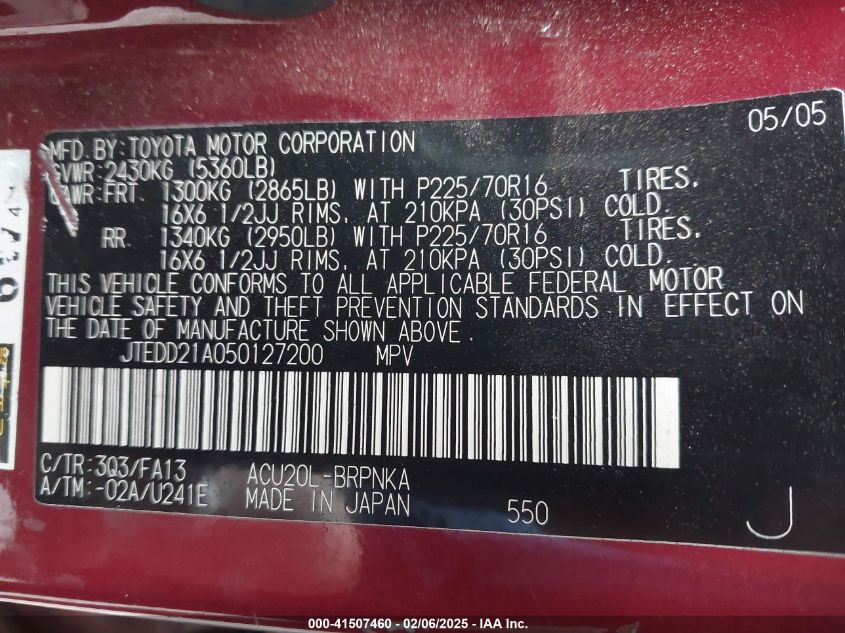 05/05
MFD. BY: TOYOTA MOTOR CORPORATION
GVWR: 2430KG (5360LB)
GAWR: FRT. 1300KG (2865LB) WITH P225/70R16 TIRES.
16X6 1/2JJ RIMS, AT 210KPA (30PSI) COLD.
RR. 1340KG (2950LB) WITH P225/70R16 TIRES.
16X6 1/2JJ RIMS, AT 210KPA (30PSI) COLD.
THIS VEHICLE CONFORMS TO ALL APPLICABLE FEDERAL MOTOR
VEHICLE SAFETY AND THEFT PREVENTION STANDARDS IN EFFECT ON
THE DATE OF MANUFACTURE SHOWN ABOVE.
JTEDD21A050127200 MPV
C/TR: 3Q3/FA13 ACU20L-BRPNKA
A/TM: -02A/U241E MADE IN JAPAN 550
J
000-41507460 - 02/06/2025 - IAA Inc.